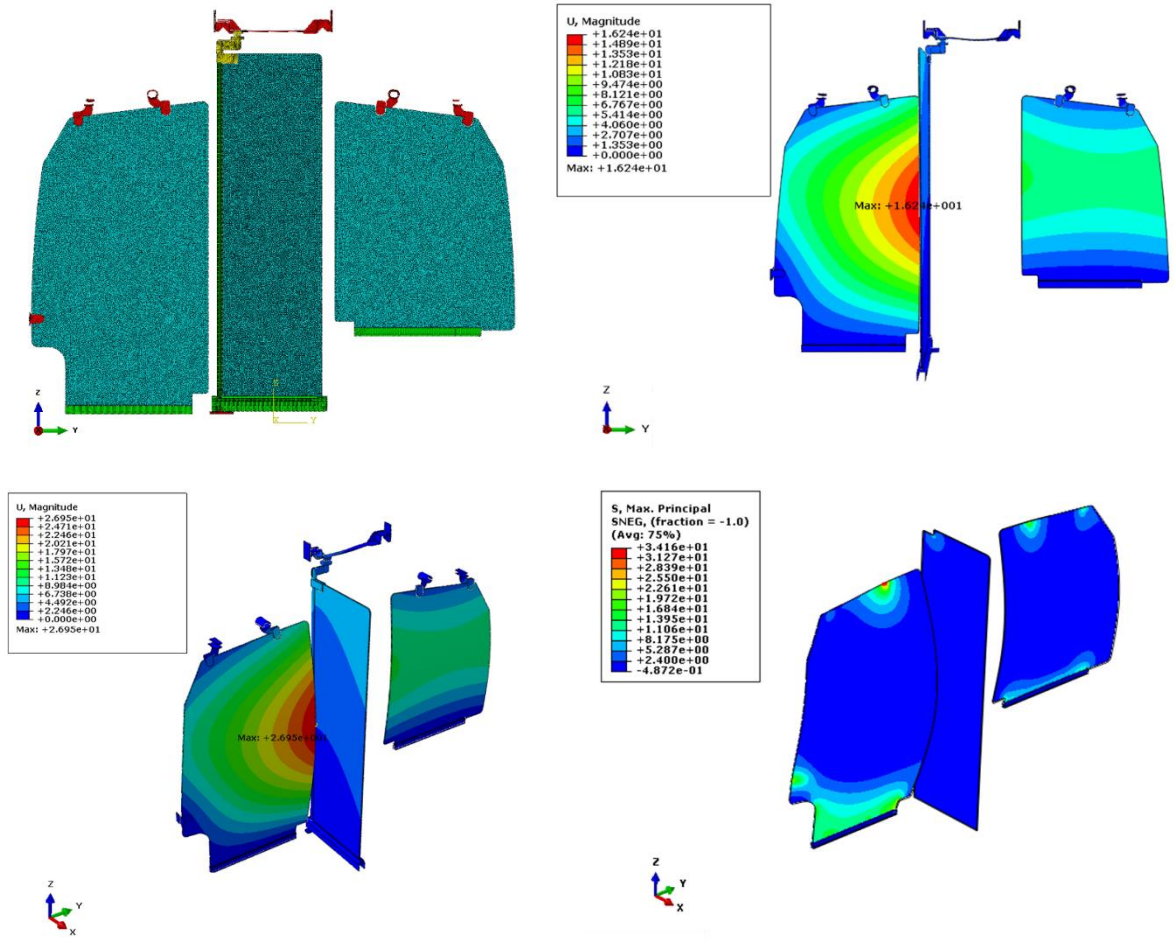 Z
Y
X
Z
X
Y
U, Magnitude
+1.624e+01
+1.489e+01
+1.353e+01
+1.218e+01
+1.083e+01
+9.474e+00
+8.121e+00
+6.767e+00
+5.414e+00
+4.060e+00
+2.707e+00
+1.353e+00
+0.000e+00
Max: +1.624e+01
Max: +1.624e+001
Z
Y
X
U, Magnitude
+2.695e+01
+2.471e+01
+2.246e+01
+2.021e+01
+1.797e+01
+1.572e+01
+1.348e+01
+1.123e+01
+8.984e+00
+6.738e+00
+4.492e+00
+2.246e+00
+0.000e+00
Max: +2.695e+01
Max: +2.695e+001
Z
Y
X
S, Max. Principal
SNEG, (fraction = -1.0)
(Avg: 75%)
+3.416e+01
+3.127e+01
+2.839e+01
+2.550e+01
+2.261e+01
+1.972e+01
+1.684e+01
+1.395e+01
+1.106e+01
+8.175e+00
+5.287e+00
+2.400e+00
-4.872e-01
Z
Y
X